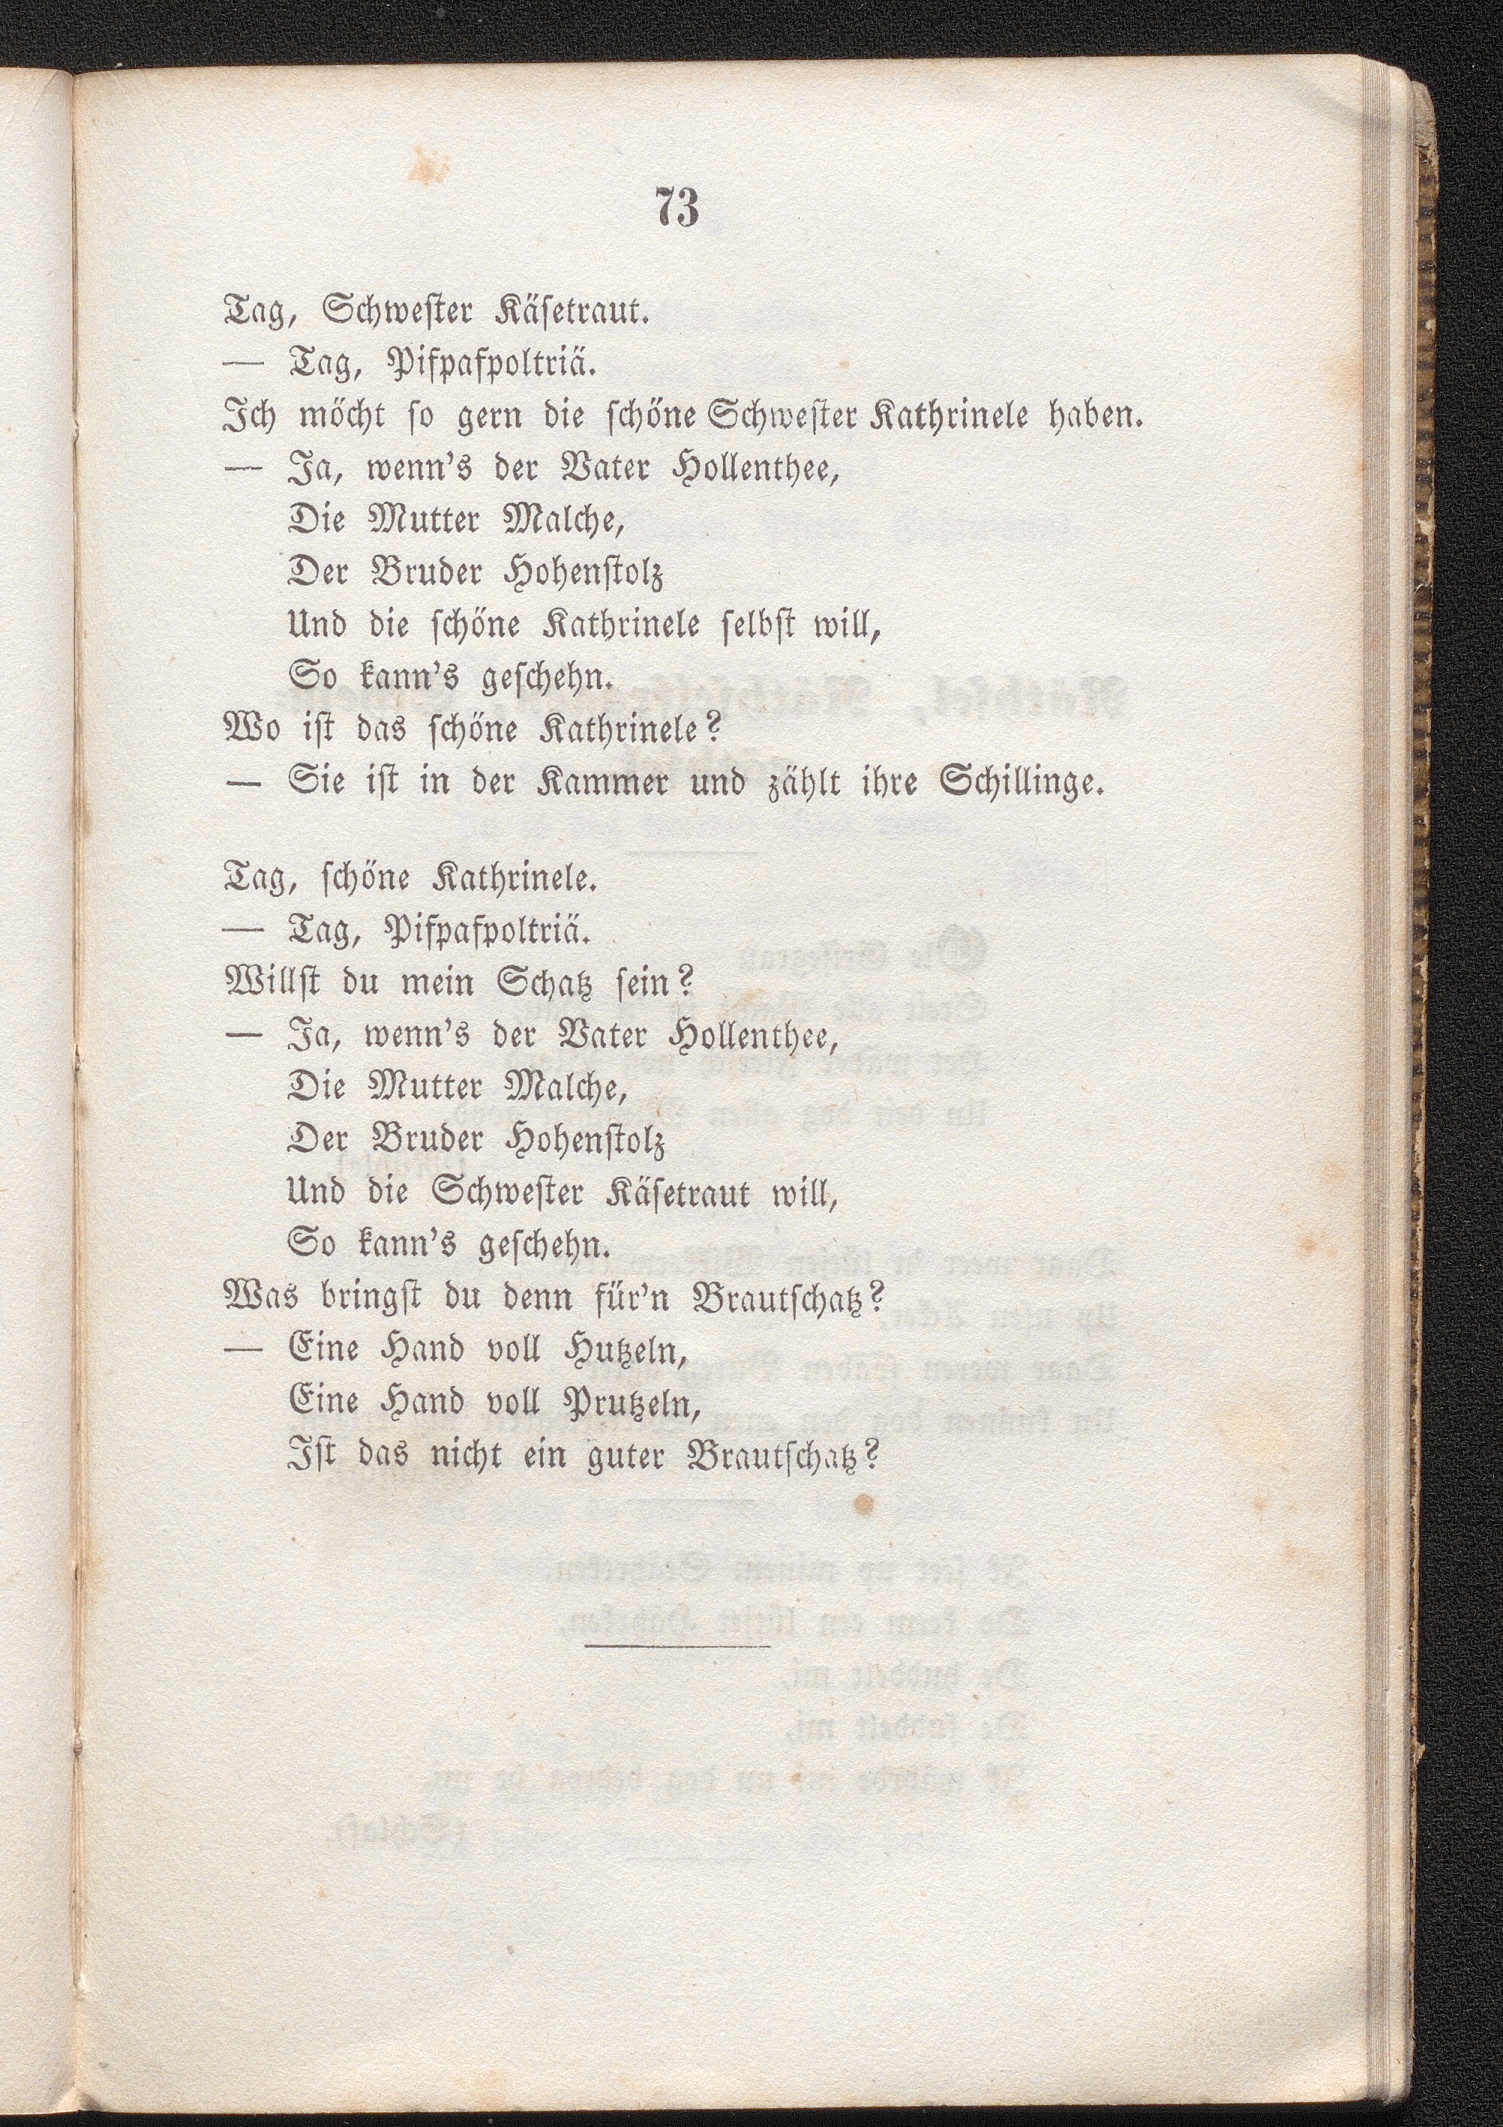 73
Tag, Schweſter Käſetraut.
— Tag, Pifpafpoltriä.
Ich möcht ſo gern die ſchöne Schweſter Kathrinele haben.
— Ja, wenn's der Vater Hollenthee,
Die Mutter Malche,
Der Bruder Hohenſtolz
Und die ſchöne Kathrinele ſelbſt will,
So kann's geſchehn.
Wo iſt das ſchöne Kathrinele?
— Sie iſt in der Kammer und zählt ihre Schillinge.
Tag, ſchöne Kathrinele.
— Tag, Pifpafpoltriä.
Willſt du mein Schatz ſein?
— Ja, wenn's der Vater Hollenthee,
Die Mutter Malche,
Der Bruder Hohenſtolz
Und die Schweſter Käſetraut will,
So kann's geſchehn.
Was bringſt du denn für'n Brautſchatz?
— Eine Hand voll Hutzeln,
Eine Hand voll Prutzeln,
Iſt das nicht ein guter Brautſchatz?